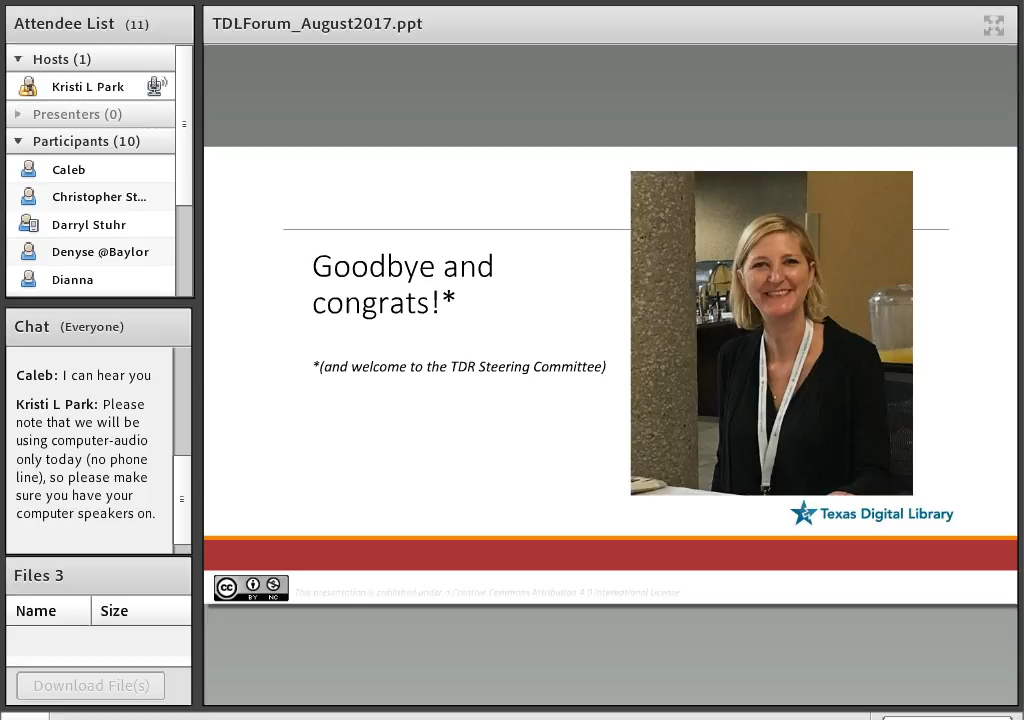 Attendee List (11)
Hosts (1)
Kristi L Park
Presenters (0)
Participants (10)
Caleb
Christopher St...
Darryl Stuhr
Denyse @Baylor
Dianna
Chat (Everyone)
Caleb: I can hear you
Kristi L Park: Please
note that we will be
using computer-audio
only today (no phone
line), so please make
sure you have your
computer speakers on.
Files 3
Name Size
Download File(s)
TDLForum_August2017.ppt
Goodbye and
congrats!*
*(and welcome to the TDR Steering Committee)
Texas Digital Library
cc BY NC
This presentation is published under a Creative Commons Attribution 4.0 International License